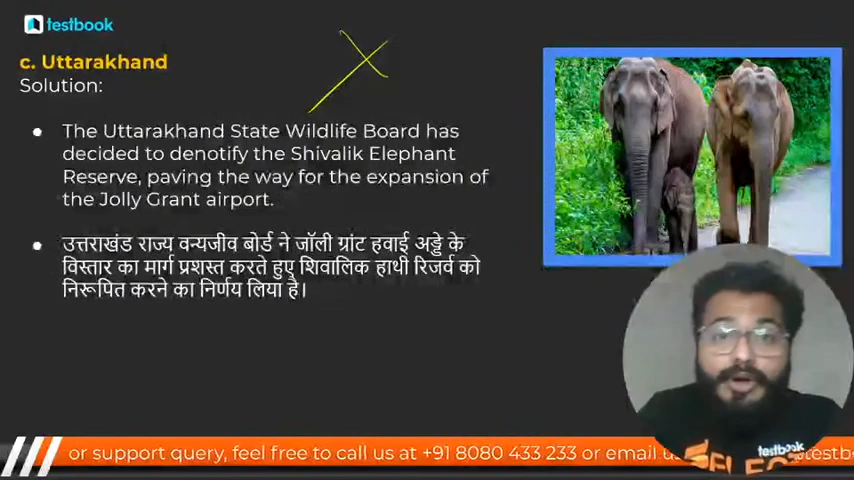 testbook
c. Uttarakhand
Solution:
The Uttarakhand State Wildlife Board has
decided to denotify the Shivalik Elephant
Reserve, paving the way for the expansion of
the Jolly Grant airport.
उत्तराखंड राज्य वन्यजीव बोर्ड ने जॉली ग्रांट हवाई अड्डे के
विस्तार का मार्ग प्रशस्त करते हुए शिवालिक हाथी रिजर्व को
निरूपित करने का निर्णय लिया है।
testbook
or support query, feel free to call us at +91 8080 433 233 or email